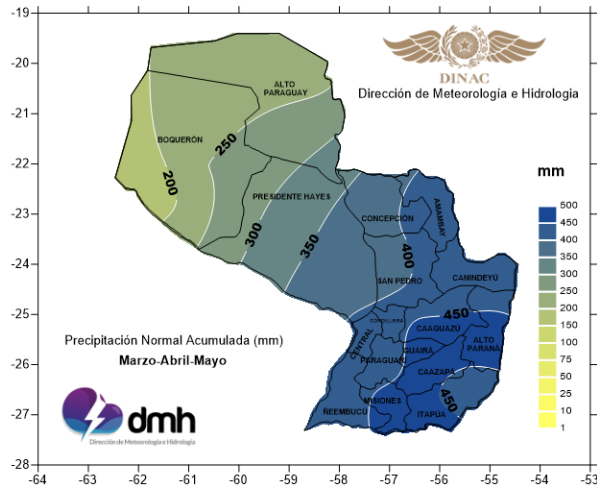 DINAC
Dirección de Meteorología e Hidrologia
-19
-20
-21
-22
-23
-24
-25
-26
-27
-28
ALTO
PARAGUAY
BOQUERÓN
250
200
PRESIDENTE HAYES
300
350
CONCEPCIÓN
AMAMBAY
400
SAN PEDRO
CANINDEYÚ
CORDILLERA
450
CAAGUAZÚ
CENTRAL
ALTO
PARANÁ
GUAIRÁ
PARAGUARÍ
CAAZAPÁ
450
MISIONES
ÑEEMBUCÚ
ITAPÚA
mm
500
450
400
350
300
250
200
150
100
75
50
25
10
1
Precipitación Normal Acumulada (mm)
Marzo-Abril-Mayo
dmh
Dirección de Meteorología e Hidrología
-64
-63
-62
-61
-60
-59
-58
-57
-56
-55
-54
-53